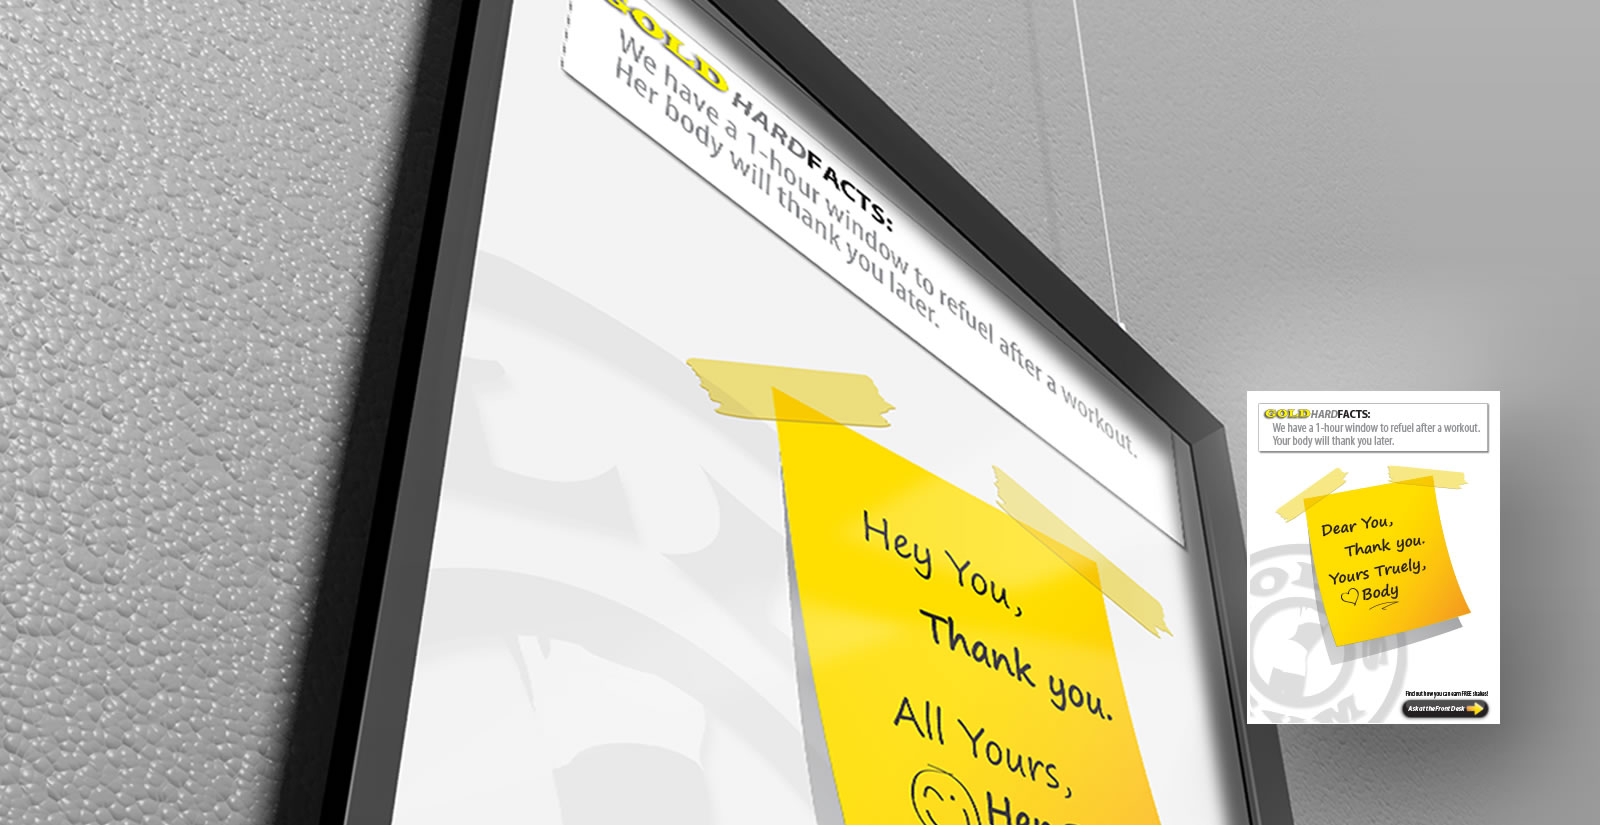 GOLD HARDFACTS:
We have a 1-hour window to refuel after a workout.
Her body will thank you later.
Hey You,
Thank you.
All Yours,
GOLD HARDFACTS:
We have a 1-hour window to refuel after a workout.
Your body will thank you later.
Dear You,
Thank you.
Yours Truely,
Body
Find out how you can earn FREE shakes!
Ask at the Front Desk